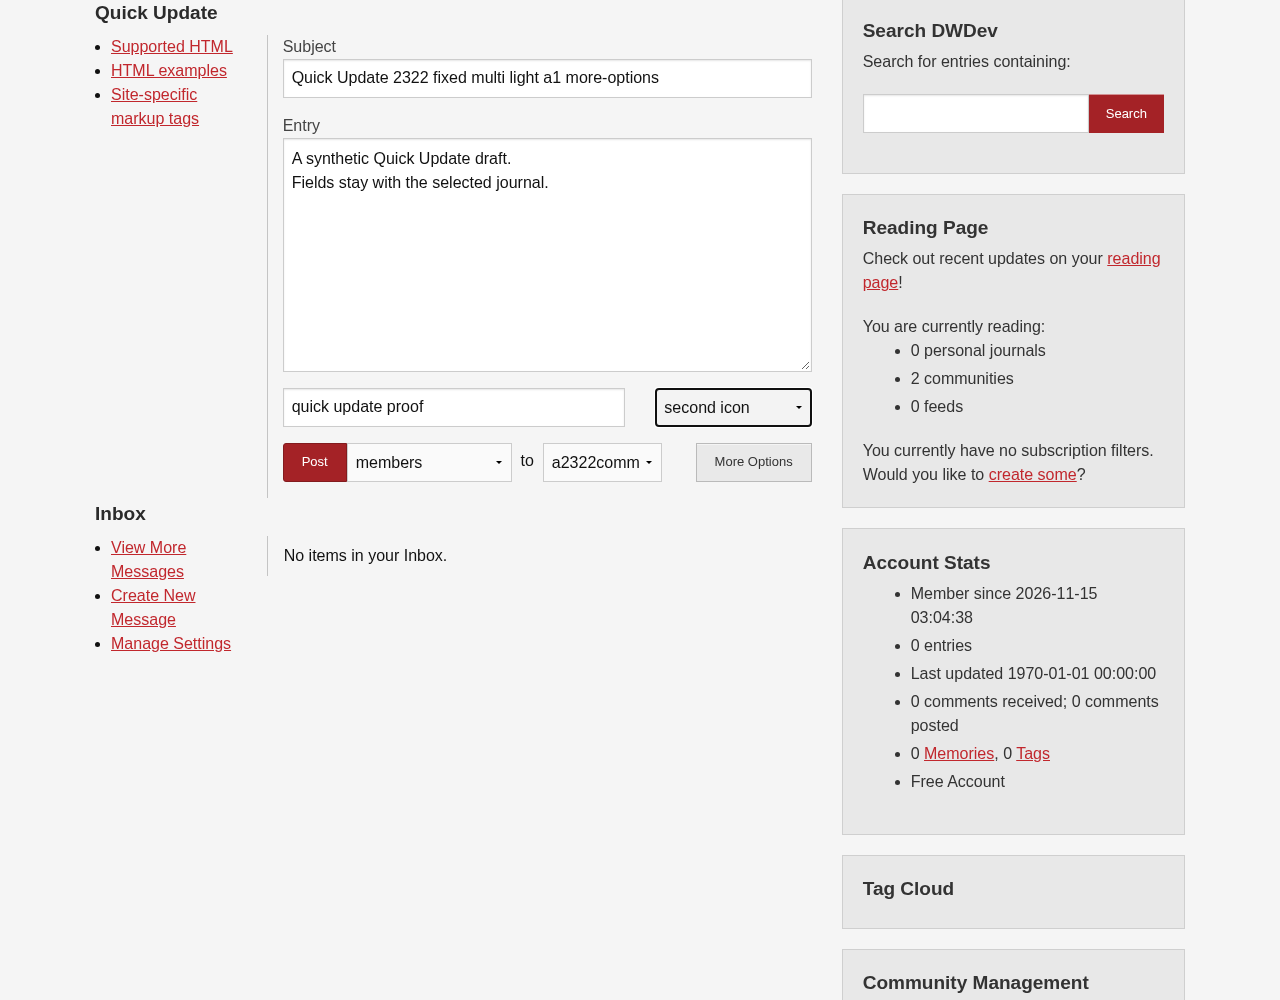 Quick Update
Supported HTML
HTML examples
Site-specific
markup tags
Subject
Quick Update 2322 fixed multi light a1 more-options
Entry
A synthetic Quick Update draft.
Fields stay with the selected journal.
quick update proof
second icon
Post
members
to
a2322comm
More Options
Inbox
View More
Messages
Create New
Message
Manage Settings
No items in your Inbox.
Search DWDev
Search for entries containing:
Search
Reading Page
Check out recent updates on your reading
page!
You are currently reading:
0 personal journals
2 communities
0 feeds
You currently have no subscription filters.
Would you like to create some?
Account Stats
Member since 2026-11-15
03:04:38
0 entries
Last updated 1970-01-01 00:00:00
0 comments received; 0 comments
posted
0 Memories, 0 Tags
Free Account
Tag Cloud
Community Management